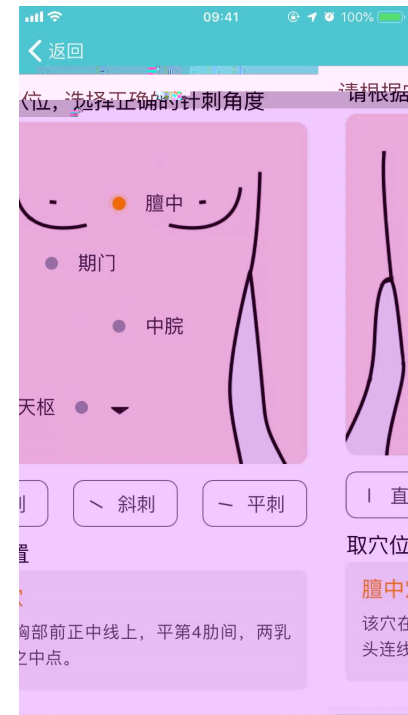 09:41
100%
返回
位，选择正确的针刺角度
请根据
膻中
期门
中脘
天枢
斜刺
平刺
直
置
取穴位
膻中
胸部前正中线上，平第4肋间，两乳
之中点。
该穴在
头连线